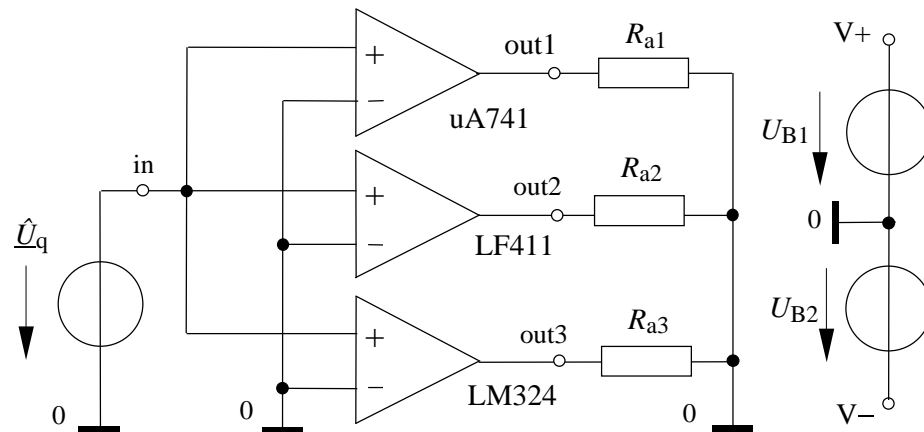 out1
R_a1
V+
+
−
uA741
U_B1
in
out2
R_a2
+
−
0
Û_q
LF411
out3
R_a3
U_B2
+
−
LM324
0
0
0
V−